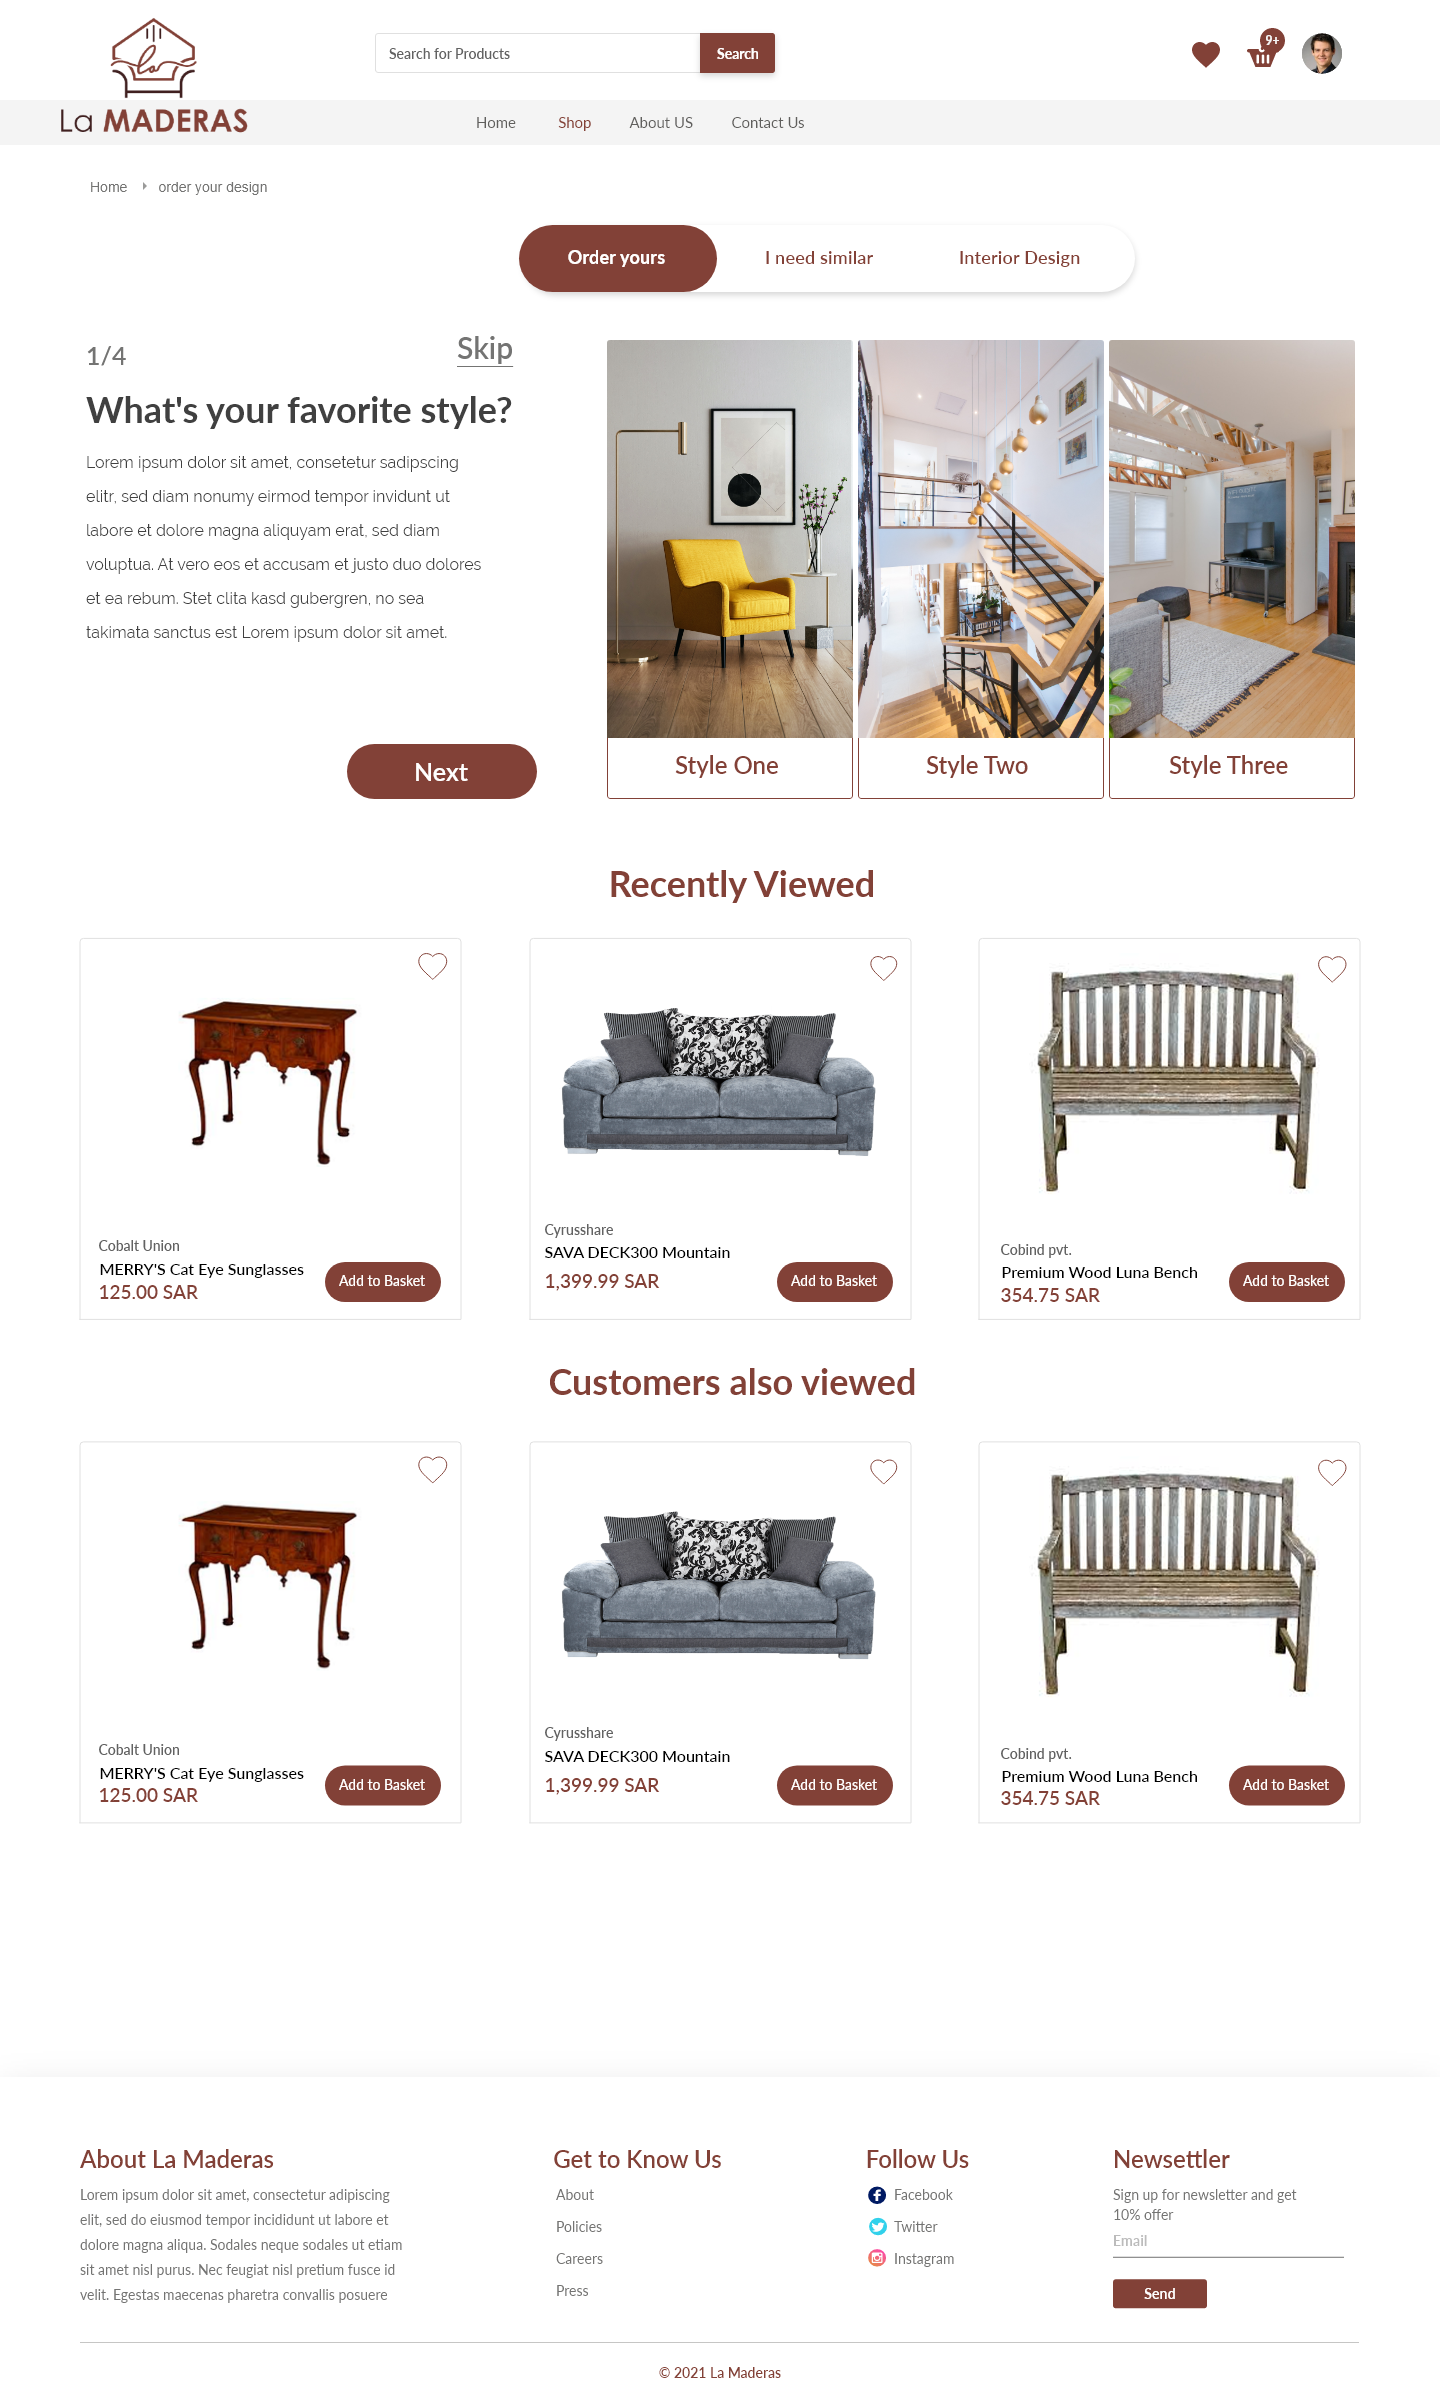 La MADERAS
Search for Products
Search
9+
Home
Shop
About US
Contact Us
Home
order your design
Order yours
I need similar
Interior Design
1/4
Skip
What's your favorite style?
Lorem ipsum dolor sit amet, consetetur sadipscing
elitr, sed diam nonumy eirmod tempor invidunt ut
labore et dolore magna aliquyam erat, sed diam
voluptua. At vero eos et accusam et justo duo dolores
et ea rebum. Stet clita kasd gubergren, no sea
takimata sanctus est Lorem ipsum dolor sit amet.
Next
Style One
Style Two
Style Three
Recently Viewed
Cobalt Union
MERRY'S Cat Eye Sunglasses
125.00 SAR
Add to Basket
Cyrusshare
SAVA DECK300 Mountain
1,399.99 SAR
Add to Basket
Cobind pvt.
Premium Wood Luna Bench
354.75 SAR
Add to Basket
Customers also viewed
Cobalt Union
MERRY'S Cat Eye Sunglasses
125.00 SAR
Add to Basket
Cyrusshare
SAVA DECK300 Mountain
1,399.99 SAR
Add to Basket
Cobind pvt.
Premium Wood Luna Bench
354.75 SAR
Add to Basket
About La Maderas
Lorem ipsum dolor sit amet, consectetur adipiscing
elit, sed do eiusmod tempor incididunt ut labore et
dolore magna aliqua. Sodales neque sodales ut etiam
sit amet nisl purus. Nec feugiat nisl pretium fusce id
velit. Egestas maecenas pharetra convallis posuere
Get to Know Us
About
Policies
Careers
Press
Follow Us
Facebook
Twitter
Instagram
Newsettler
Sign up for newsletter and get
10% offer
Email
Send
© 2021 La Maderas